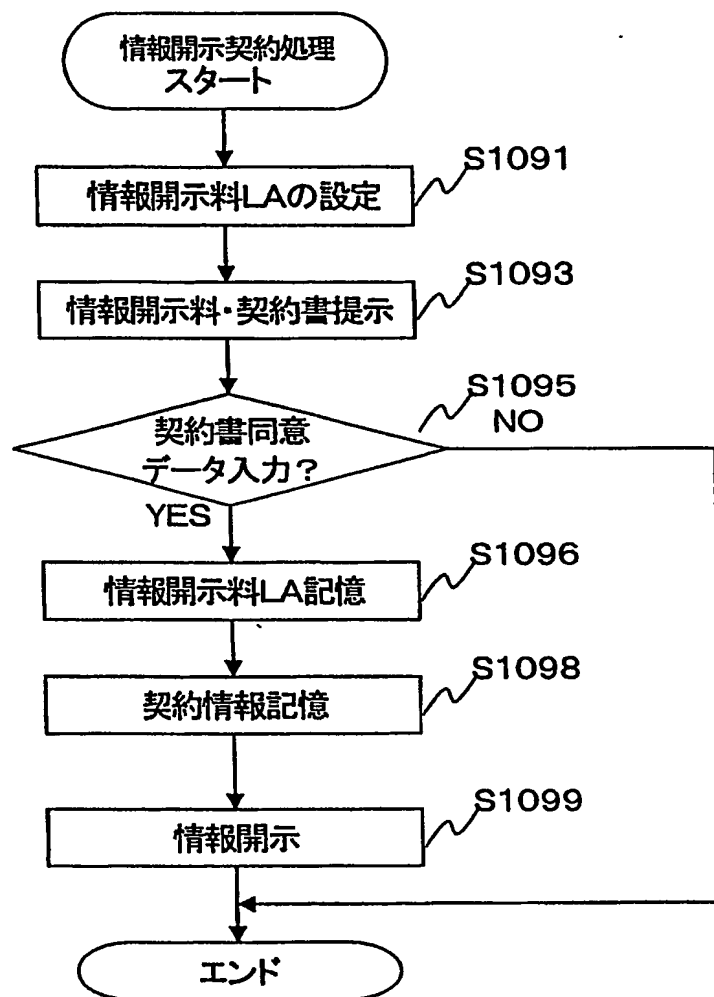 情報開示契約処理
スタート
S1091
情報開示料LAの設定
S1093
情報開示料・契約書提示
S1095
NO
契約書同意
データ入力?
YES
S1096
情報開示料LA記憶
S1098
契約情報記憶
S1099
情報開示
エンド